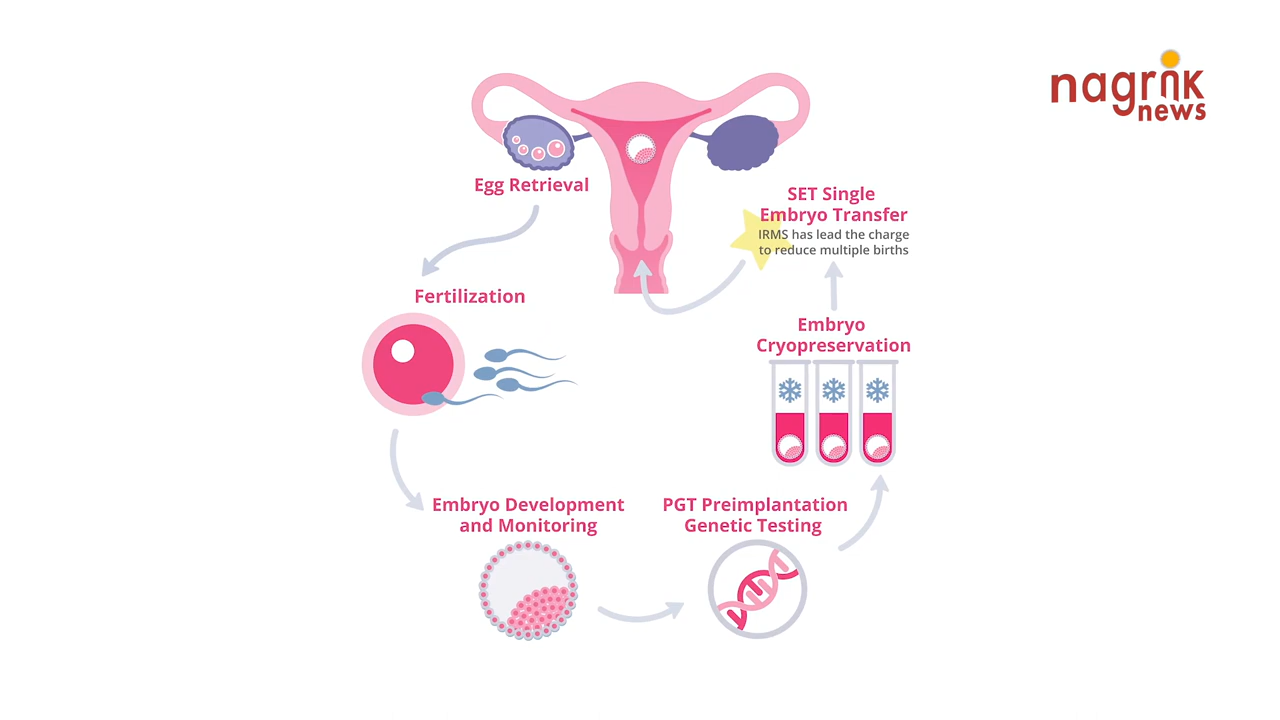 nagrik
news
Egg Retrieval
SET Single
Embryo Transfer
IRMS has lead the charge
to reduce multiple births
Fertilization
Embryo
Cryopreservation
Embryo Development
and Monitoring
PGT Preimplantation
Genetic Testing